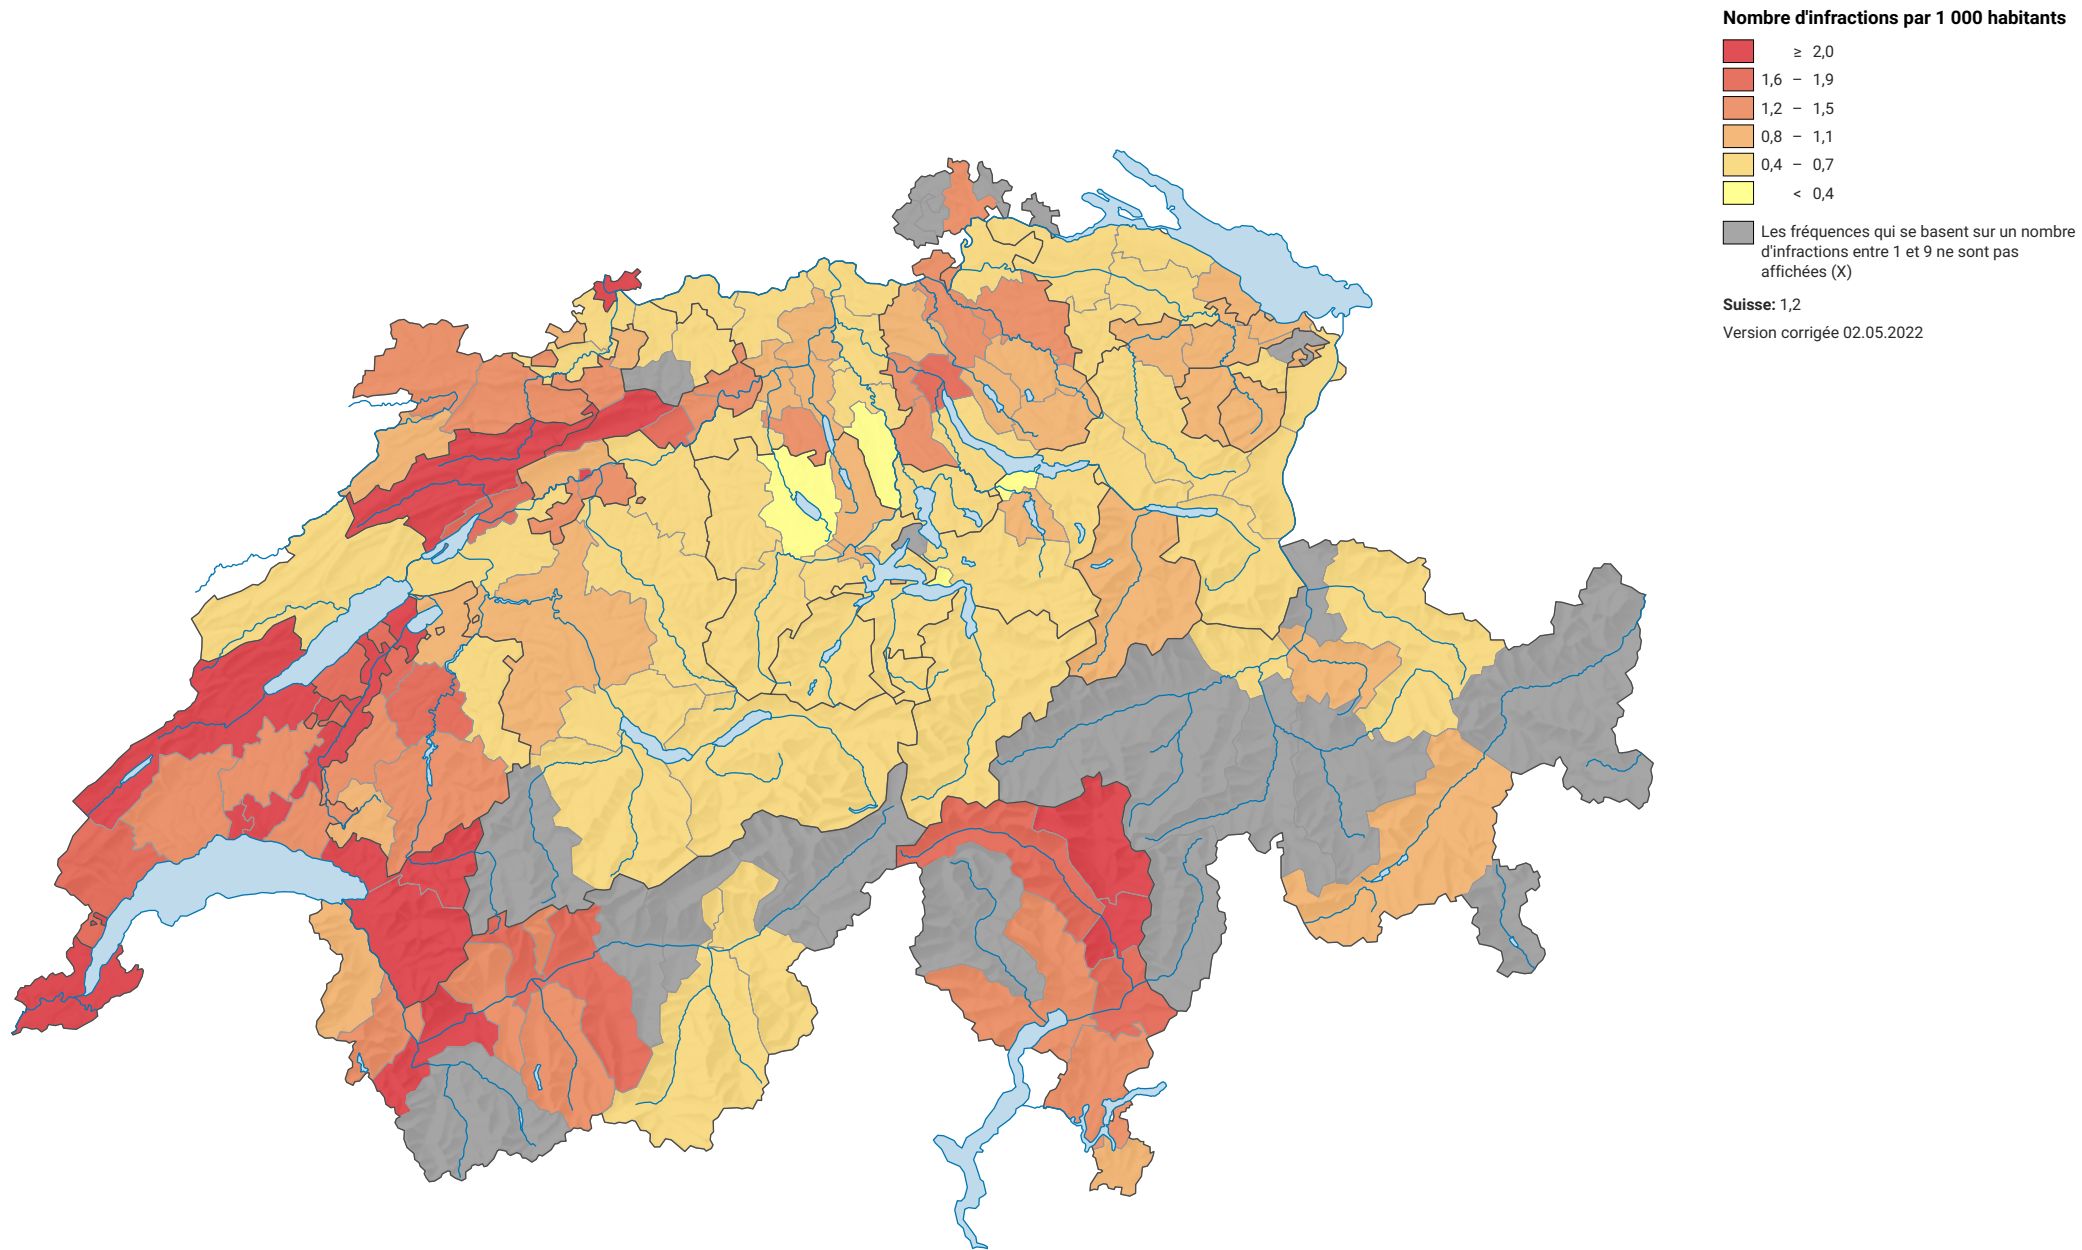 Nombre d'infractions par 1 000 habitants
≥ 2,0
1,6 – 1,9
1,2 – 1,5
0,8 – 1,1
0,4 – 0,7
< 0,4
Les fréquences qui se basent sur un nombre
d'infractions entre 1 et 9 ne sont pas
affichées (X)
Suisse: 1,2
Version corrigée 02.05.2022